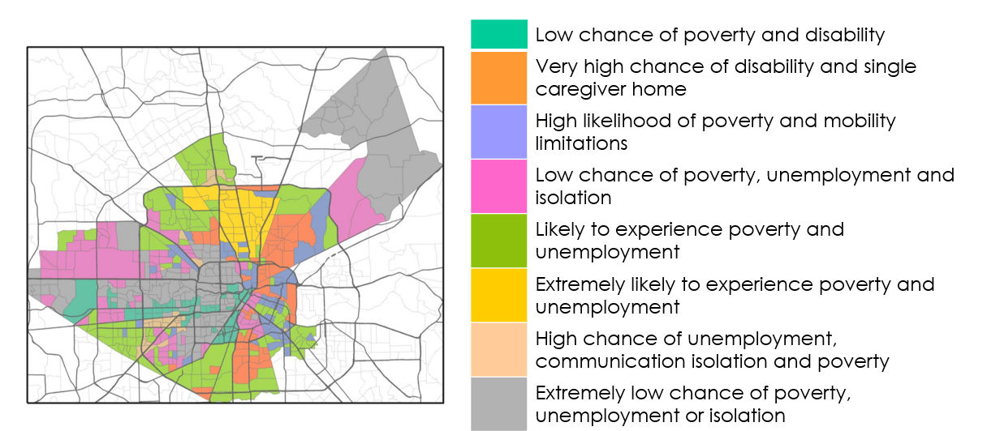 Low chance of poverty and disability
Very high chance of disability and single
caregiver home
High likelihood of poverty and mobility
limitations
Low chance of poverty, unemployment and
isolation
Likely to experience poverty and
unemployment
Extremely likely to experience poverty and
unemployment
High chance of unemployment,
communication isolation and poverty
Extremely low chance of poverty,
unemployment or isolation